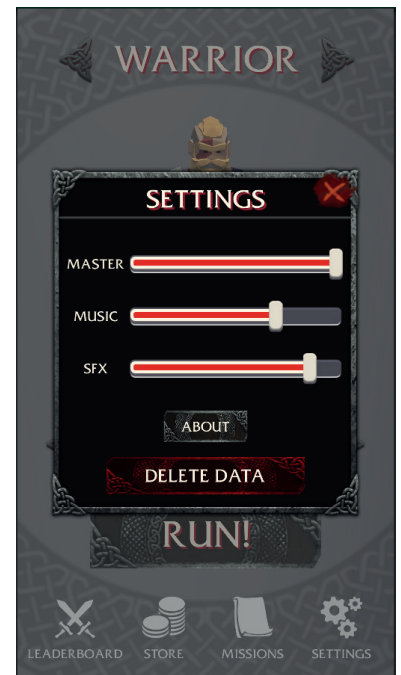 WARRIOR
SETTINGS
MASTER
MUSIC
SFX
ABOUT
DELETE DATA
RUN!
LEADERBOARD STORE MISSIONS SETTINGS